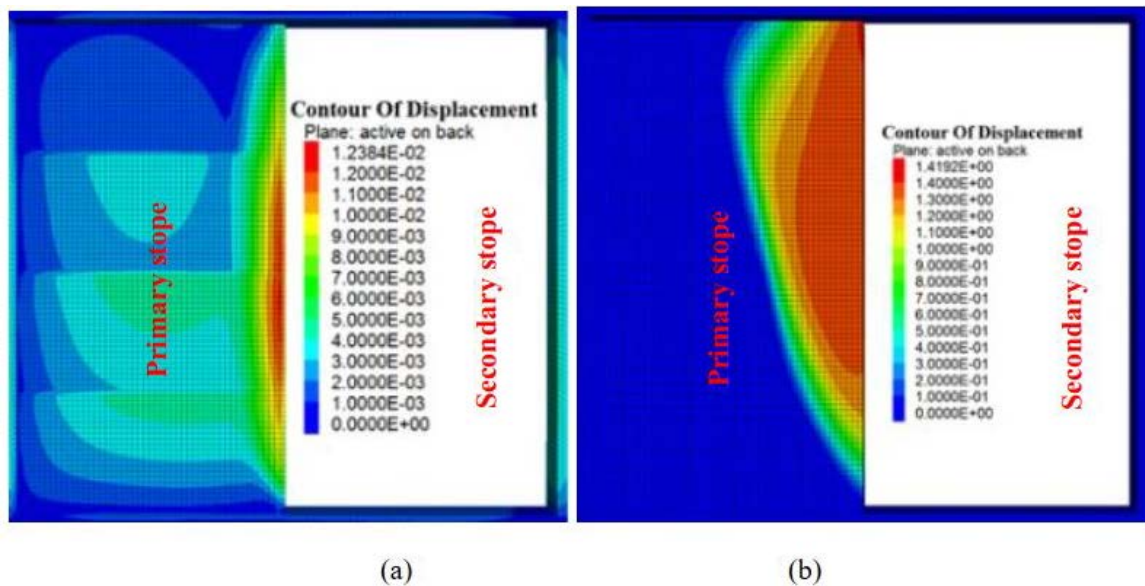 Contour Of Displacement
Plane: active on back
1.2384E-02
1.2000E-02
1.1000E-02
1.0000E-02
9.0000E-03
8.0000E-03
7.0000E-03
6.0000E-03
5.0000E-03
4.0000E-03
3.0000E-03
2.0000E-03
1.0000E-03
0.0000E+00
Primary stope
Secondary stope
Contour Of Displacement
Plane: active on back
1.4192E+00
1.4000E+00
1.3000E+00
1.2000E+00
1.1000E+00
1.0000E+00
9.0000E-01
8.0000E-01
7.0000E-01
6.0000E-01
5.0000E-01
4.0000E-01
3.0000E-01
2.0000E-01
1.0000E-01
0.0000E+00
Primary stope
Secondary stope
(a)
(b)